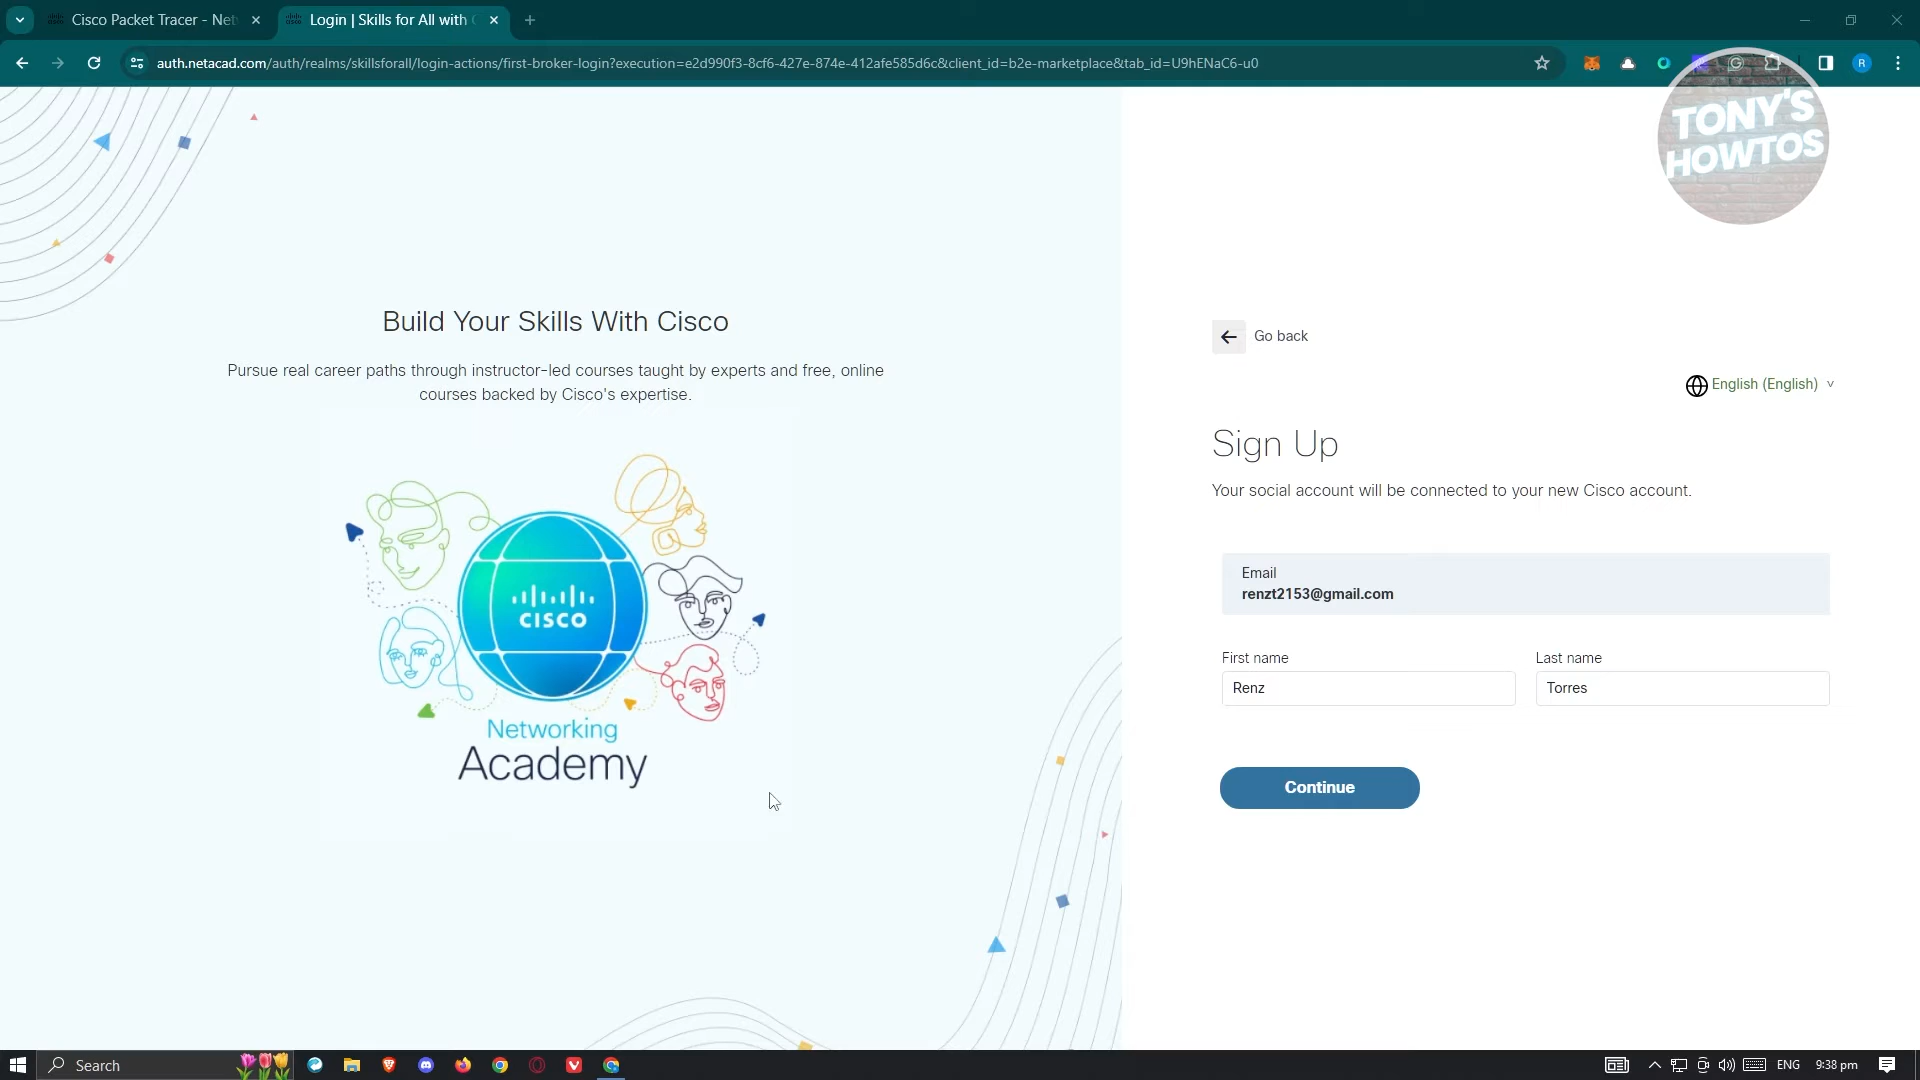 Cisco Packet Tracer - Net
Login | Skills for All with C
auth.netacad.com/auth/realms/skillsforall/login-actions/first-broker-login?execution=e2d990f3-8cf6-427e-874e-412afe585d6c&client_id=b2e-marketplace&tab_id=U9hENaC6-u0
R
TONY'S
HOWTOS
Build Your Skills With Cisco
Pursue real career paths through instructor-led courses taught by experts and free, online
courses backed by Cisco's expertise.
CISCO
Networking
Academy
Go back
English (English)
Sign Up
Your social account will be connected to your new Cisco account.
Email
renzt2153@gmail.com
First name
Last name
Renz
Torres
Continue
Search
ENG
9:38 pm